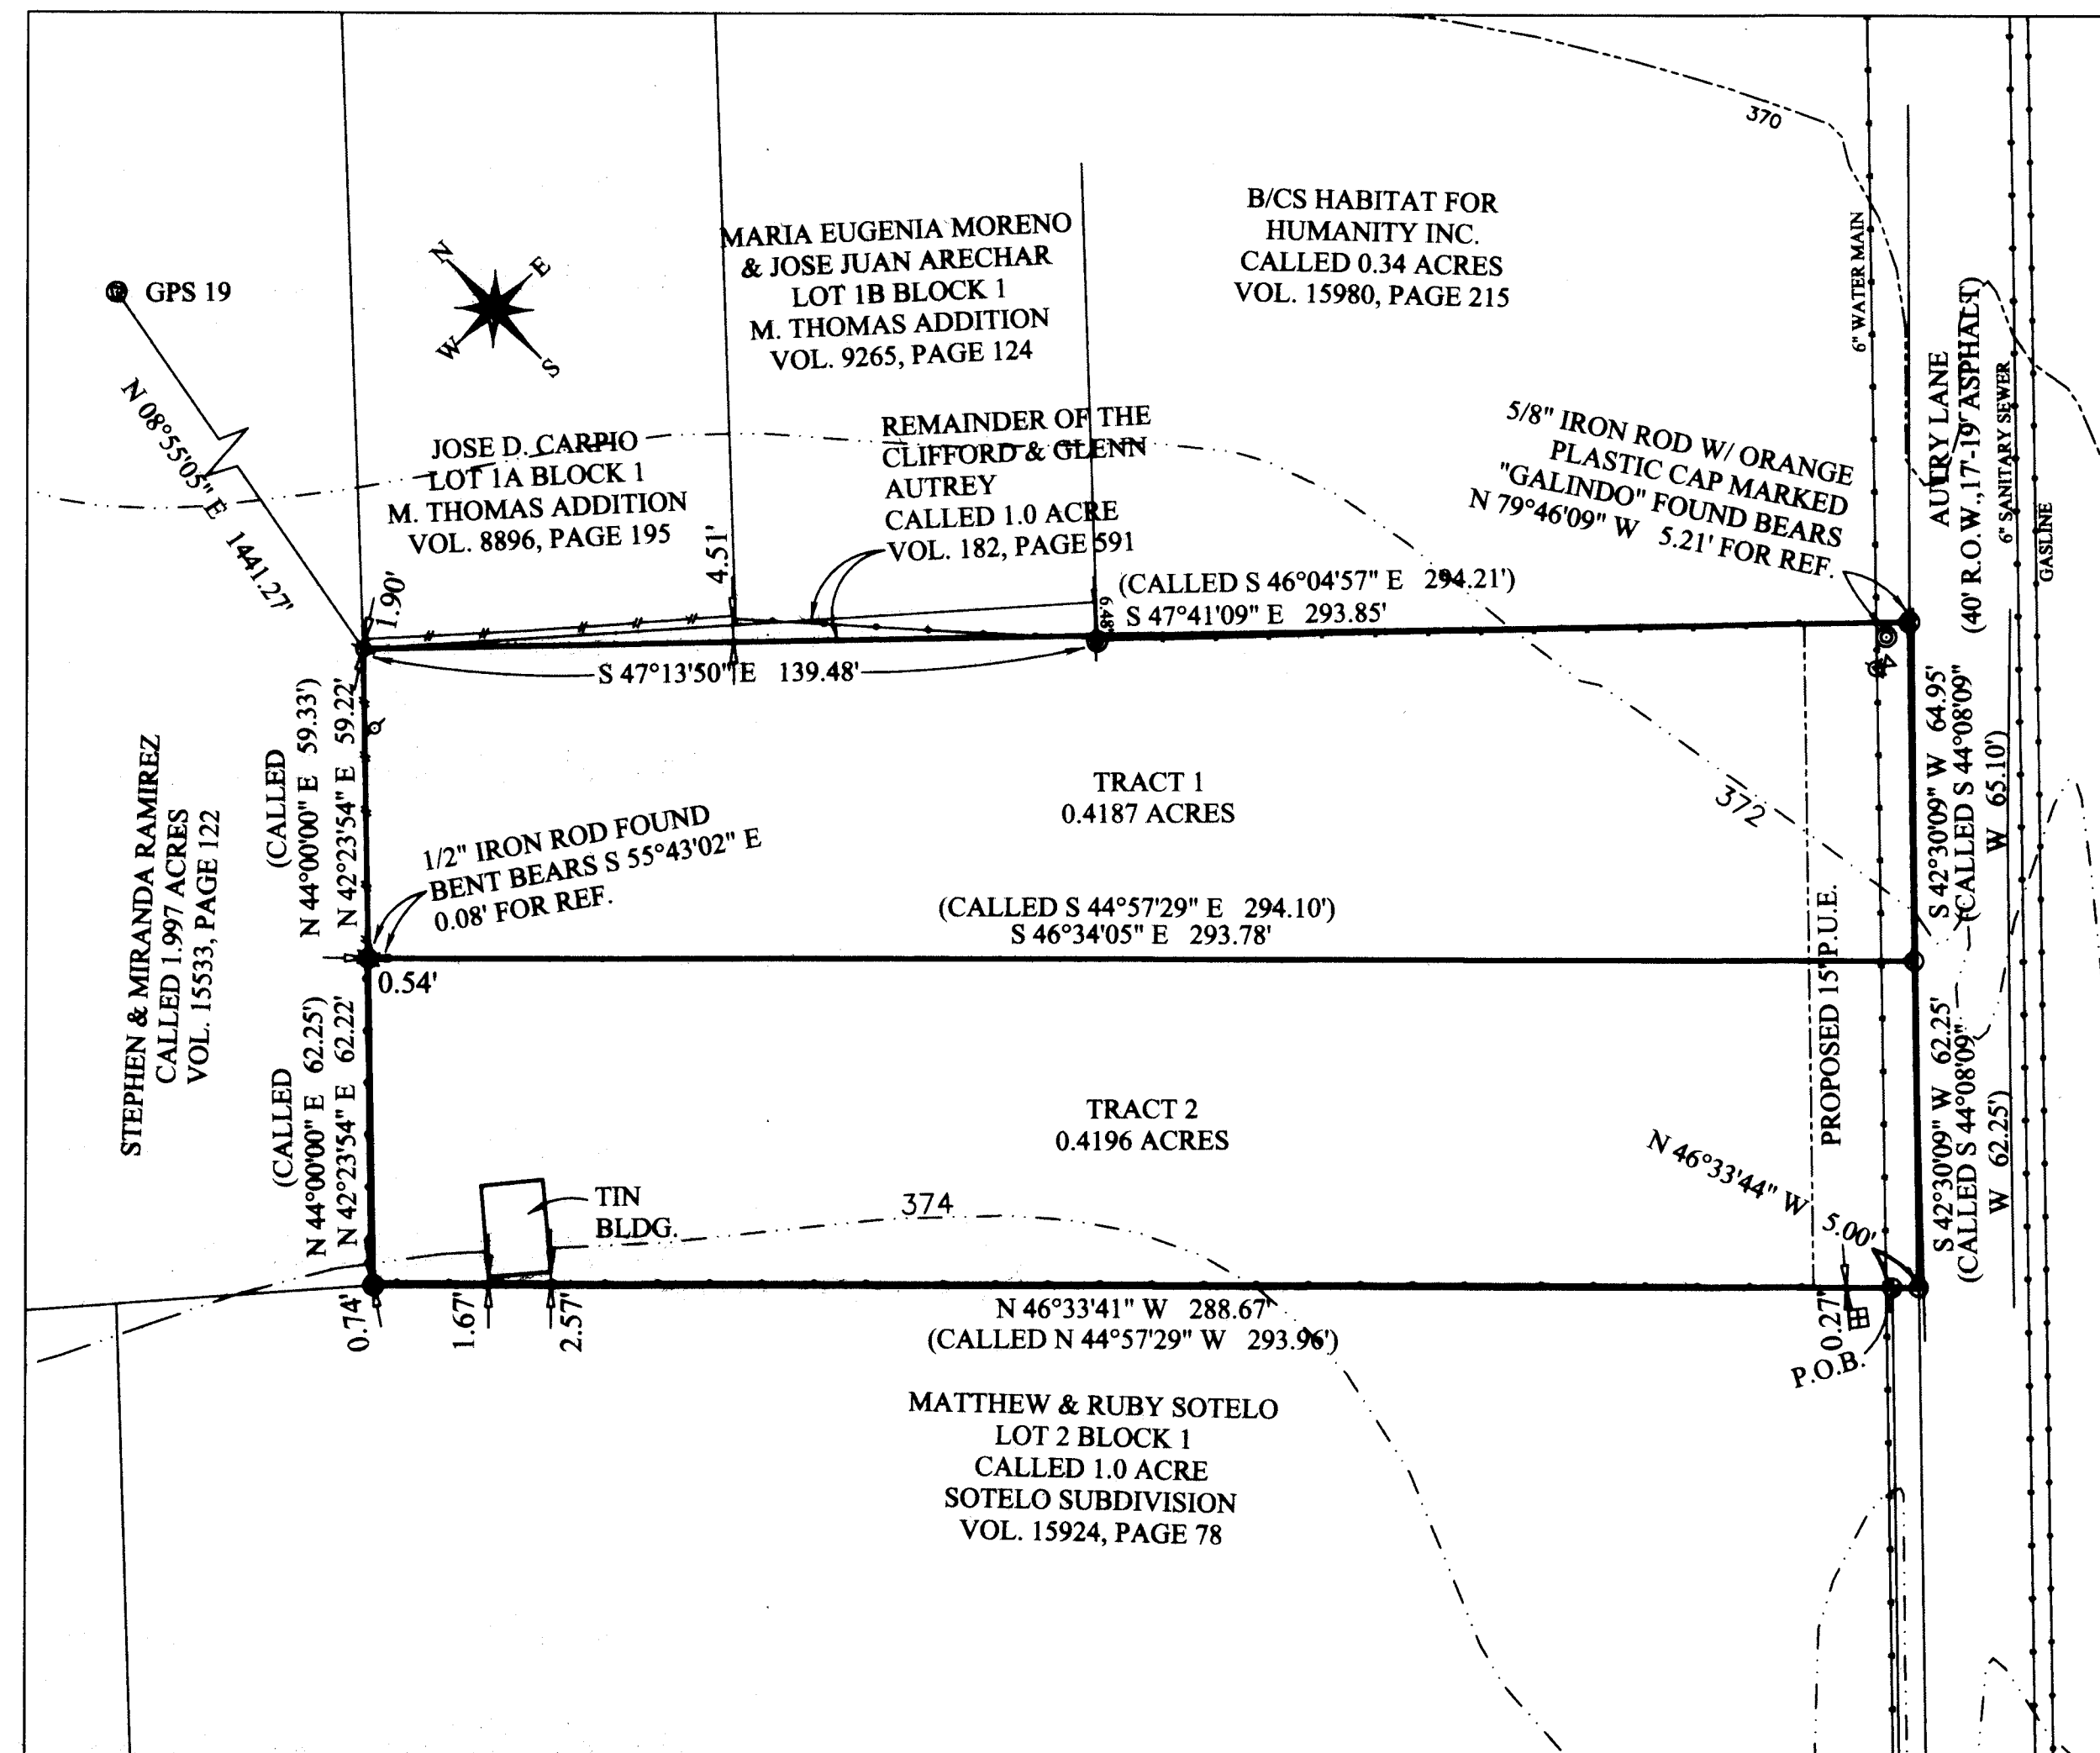 370
B/CS HABITAT FOR
HUMANITY INC.
CALLED 0.34 ACRES
VOL. 15980, PAGE 215
MARIA EUGENIA MORENO
& JOSE JUAN ARECHAR
LOT 1B BLOCK 1
M. THOMAS ADDITION
VOL. 9265, PAGE 124
N
E
W
S
GPS 19
N 08°55'05" E 1441.27'
6" WATER MAIN
AUTRY LANE
(40' R.O.W.,17'-19' ASPHALT)
6" SANITARY SEWER
GASLINE
JOSE D. CARPIO
LOT 1A BLOCK 1
M. THOMAS ADDITION
VOL. 8896, PAGE 195
REMAINDER OF THE
CLIFFORD & GLENN
AUTREY
CALLED 1.0 ACRE
VOL. 182, PAGE 591
5/8" IRON ROD W/ ORANGE
PLASTIC CAP MARKED
"GALINDO" FOUND BEARS
N 79°46'09" W 5.21' FOR REF.
1.90'
4.51'
6.48'
(CALLED S 46°04'57" E 294.21')
S 47°41'09" E 293.85'
S 47°13'50" E 139.48'
STEPHEN & MIRANDA RAMIREZ
CALLED 1.997 ACRES
VOL. 15533, PAGE 122
(CALLED
N 44°00'00" E 59.33')
N 42°23'54" E 59.22'
TRACT 1
0.4187 ACRES
372
S 42°30'09" W 64.95'
(CALLED S 44°08'09"
W 65.10')
1/2" IRON ROD FOUND
BENT BEARS S 55°43'02" E
0.08' FOR REF.
(CALLED S 44°57'29" E 294.10')
S 46°34'05" E 293.78'
0.54'
PROPOSED 15' P.U.E.
(CALLED
N 44°00'00" E 62.25')
N 42°23'54" E 62.22'
TRACT 2
0.4196 ACRES
S 42°30'09" W 62.25'
(CALLED S 44°08'09"
W 62.25')
N 46°33'44" W 5.00'
TIN
BLDG.
374
0.74'
1.67'
2.57'
N 46°33'41" W 288.67'
(CALLED N 44°57'29" W 293.96')
0.27'
P.O.B.
MATTHEW & RUBY SOTELO
LOT 2 BLOCK 1
CALLED 1.0 ACRE
SOTELO SUBDIVISION
VOL. 15924, PAGE 78